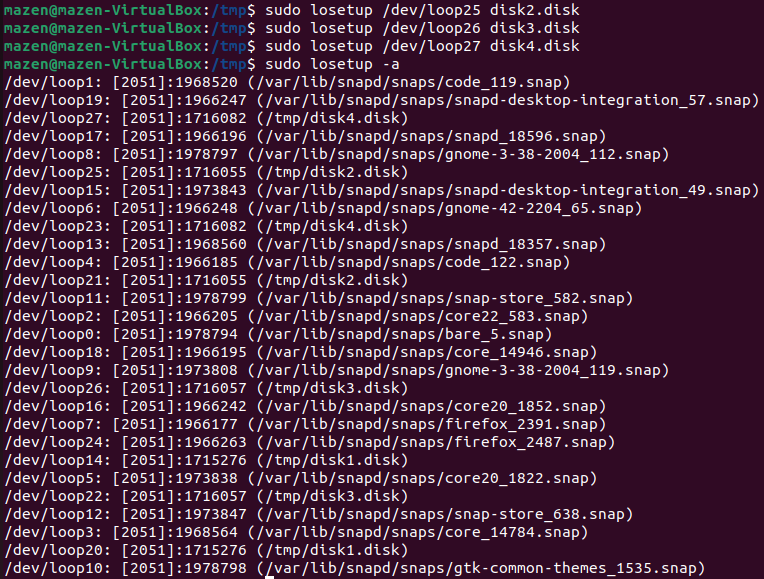 mazen@mazen-VirtualBox:/tmp$ sudo losetup /dev/loop25 disk2.disk
mazen@mazen-VirtualBox:/tmp$ sudo losetup /dev/loop26 disk3.disk
mazen@mazen-VirtualBox:/tmp$ sudo losetup /dev/loop27 disk4.disk
mazen@mazen-VirtualBox:/tmp$ sudo losetup -a
/dev/loop1: [2051]:1968520 (/var/lib/snapd/snaps/code_119.snap)
/dev/loop19: [2051]:1966247 (/var/lib/snapd/snaps/snapd-desktop-integration_57.snap)
/dev/loop27: [2051]:1716082 (/tmp/disk4.disk)
/dev/loop17: [2051]:1966196 (/var/lib/snapd/snaps/snapd_18596.snap)
/dev/loop8: [2051]:1978797 (/var/lib/snapd/snaps/gnome-3-38-2004_112.snap)
/dev/loop25: [2051]:1716055 (/tmp/disk2.disk)
/dev/loop15: [2051]:1973843 (/var/lib/snapd/snaps/snapd-desktop-integration_49.snap)
/dev/loop6: [2051]:1966248 (/var/lib/snapd/snaps/gnome-42-2204_65.snap)
/dev/loop23: [2051]:1716082 (/tmp/disk4.disk)
/dev/loop13: [2051]:1968560 (/var/lib/snapd/snaps/snapd_18357.snap)
/dev/loop4: [2051]:1966185 (/var/lib/snapd/snaps/code_122.snap)
/dev/loop21: [2051]:1716055 (/tmp/disk2.disk)
/dev/loop11: [2051]:1978799 (/var/lib/snapd/snaps/snap-store_582.snap)
/dev/loop2: [2051]:1966205 (/var/lib/snapd/snaps/core22_583.snap)
/dev/loop0: [2051]:1978794 (/var/lib/snapd/snaps/bare_5.snap)
/dev/loop18: [2051]:1966195 (/var/lib/snapd/snaps/core_14946.snap)
/dev/loop9: [2051]:1973808 (/var/lib/snapd/snaps/gnome-3-38-2004_119.snap)
/dev/loop26: [2051]:1716057 (/tmp/disk3.disk)
/dev/loop16: [2051]:1966242 (/var/lib/snapd/snaps/core20_1852.snap)
/dev/loop7: [2051]:1966177 (/var/lib/snapd/snaps/firefox_2391.snap)
/dev/loop24: [2051]:1966263 (/var/lib/snapd/snaps/firefox_2487.snap)
/dev/loop14: [2051]:1715276 (/tmp/disk1.disk)
/dev/loop5: [2051]:1973838 (/var/lib/snapd/snaps/core20_1822.snap)
/dev/loop22: [2051]:1716057 (/tmp/disk3.disk)
/dev/loop12: [2051]:1973847 (/var/lib/snapd/snaps/snap-store_638.snap)
/dev/loop3: [2051]:1968564 (/var/lib/snapd/snaps/core_14784.snap)
/dev/loop20: [2051]:1715276 (/tmp/disk1.disk)
/dev/loop10: [2051]:1978798 (/var/lib/snapd/snaps/gtk-common-themes_1535.snap)